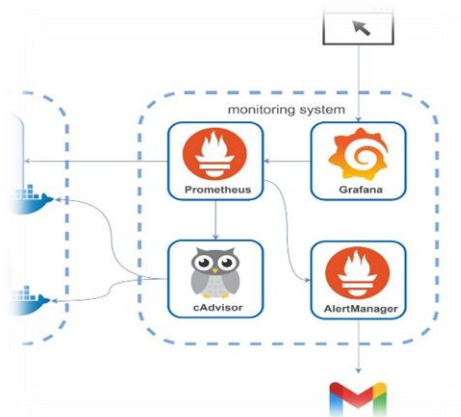 monitoring system
Prometheus
Grafana
cAdvisor
AlertManager